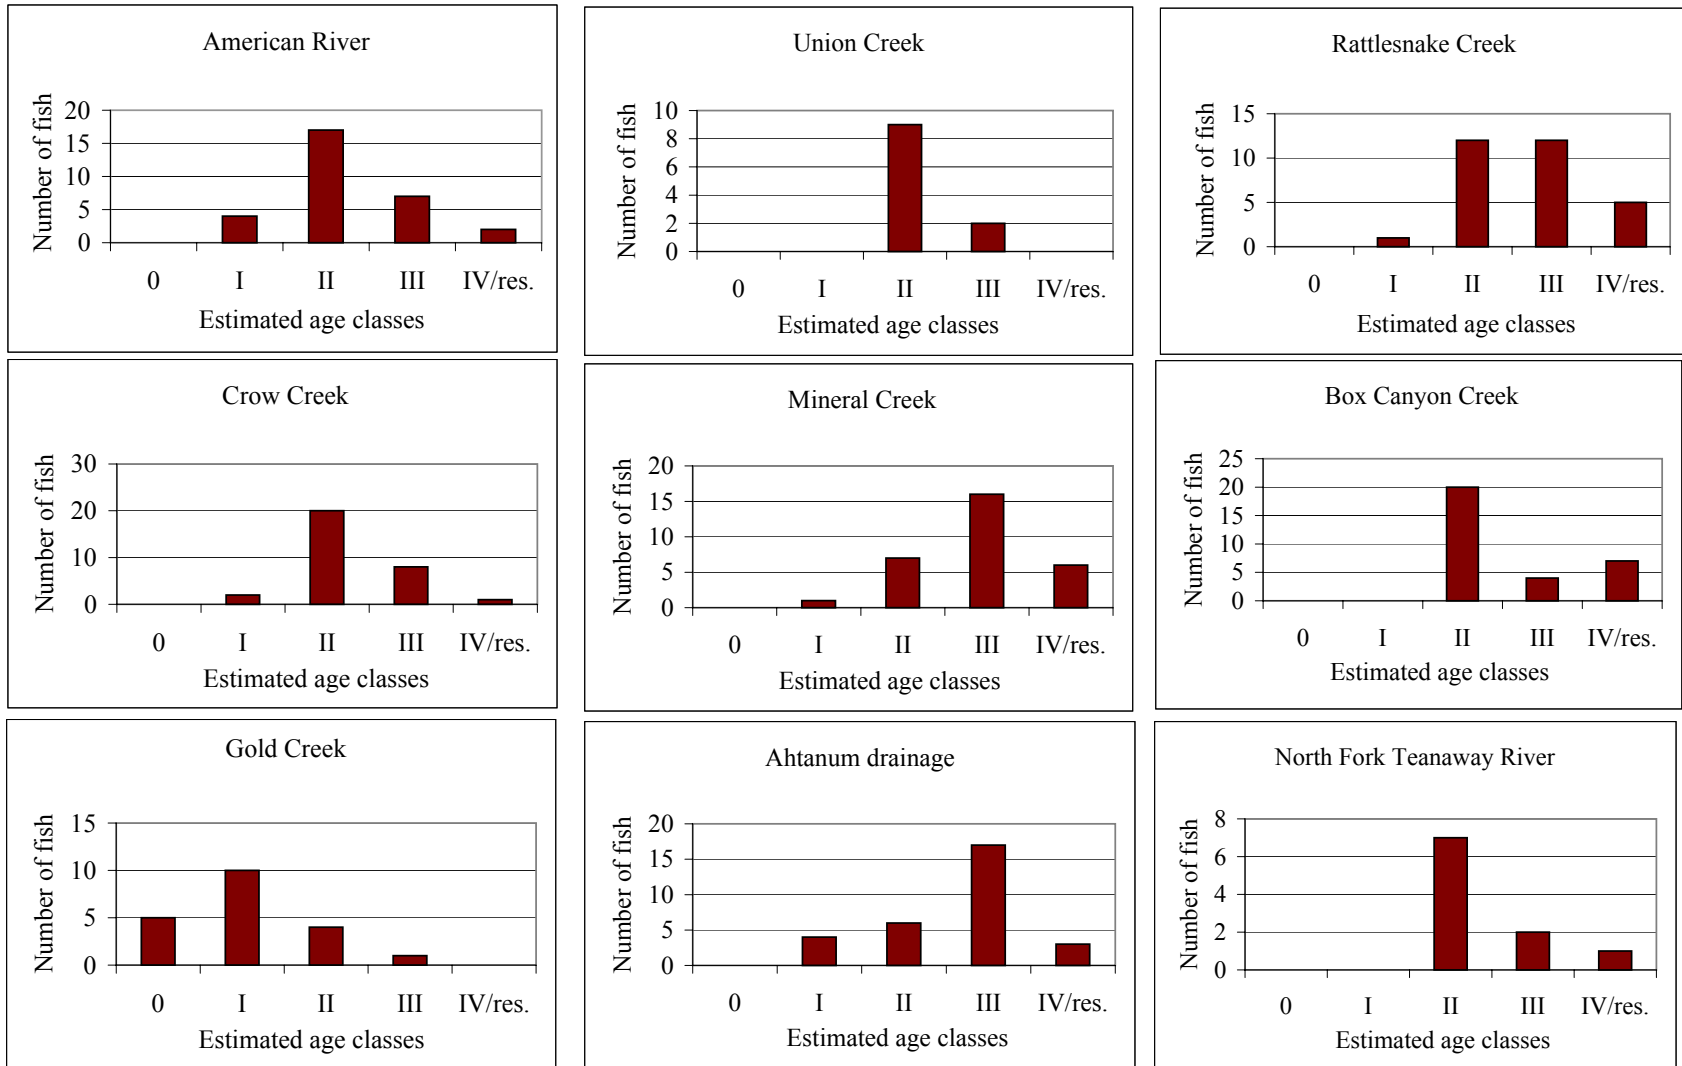 American River
Number of fish
20
15
10
5
0
0 I II III IV/res.
Estimated age classes
Union Creek
Number of fish
10
8
6
4
2
0
0 I II III IV/res.
Estimated age classes
Rattlesnake Creek
Number of fish
15
10
5
0
0 I II III IV/res.
Estimated age classes
Crow Creek
Number of fish
30
20
10
0
0 I II III IV/res.
Estimated age classes
Mineral Creek
Number of fish
20
15
10
5
0
0 I II III IV/res.
Estimated age classes
Box Canyon Creek
Number of fish
25
20
15
10
5
0
0 I II III IV/res.
Estimated age classes
Gold Creek
Number of fish
15
10
5
0
0 I II III IV/res.
Estimated age classes
Ahtanum drainage
Number of fish
20
15
10
5
0
0 I II III IV/res.
Estimated age classes
North Fork Teanaway River
Number of fish
8
6
4
2
0
0 I II III IV/res.
Estimated age classes